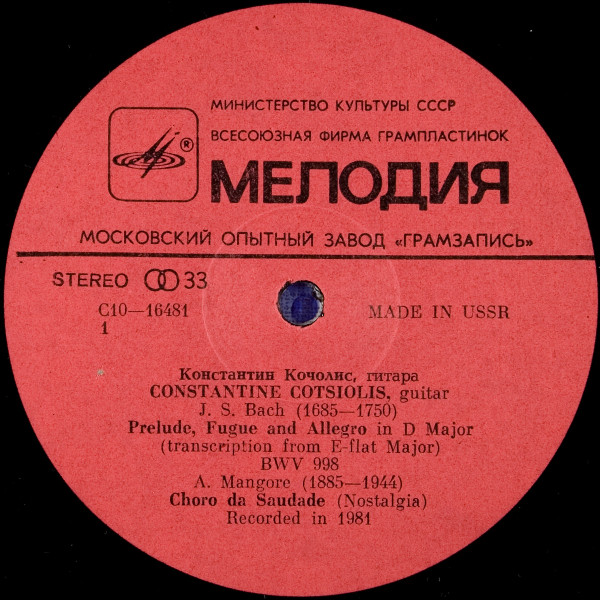 МИНИСТЕРСТВО КУЛЬТУРЫ СССР
ВСЕСОЮЗНАЯ ФИРМА ГРАМПЛАСТИНОК
®
МЕЛОДИЯ
МОСКОВСКИЙ ОПЫТНЫЙ ЗАВОД «ГРАМЗАПИСЬ»
STEREO 33
С10—16481
1
MADE IN USSR
Константин Кочолис, гитара
CONSTANTINE COTSIOLIS, guitar
J. S. Bach (1685—1750)
Prelude, Fugue and Allegro in D Major
(transcription from E-flat Major)
BWV 998
A. Mangore (1885—1944)
Choro da Saudade (Nostalgia)
Recorded in 1981